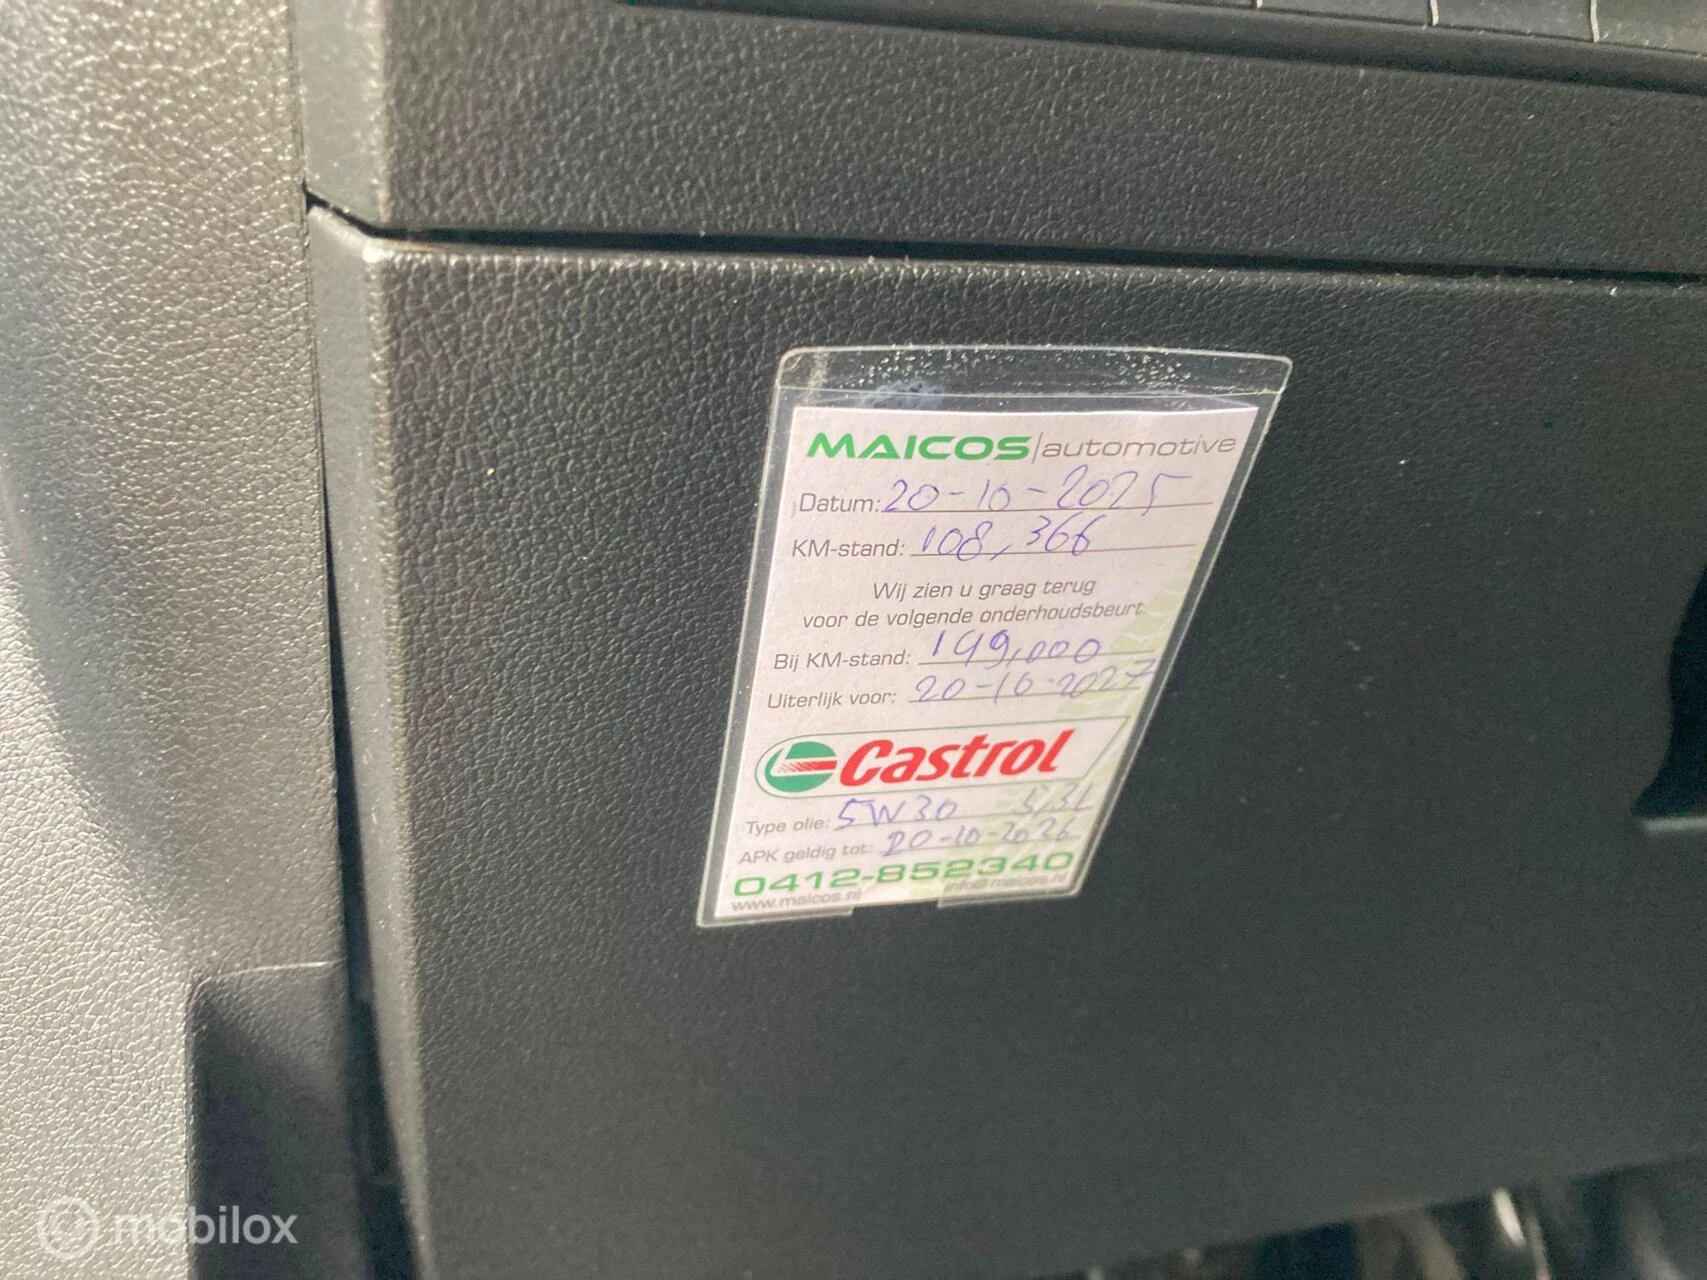 MAICOS|automotive
Datum: 20-10-2025
KM-stand: 108,366
Wij zien u graag terug
voor de volgende onderhoudsbeurt.
Bij KM-stand: 149,000
Uiterlijk voor: 20-10-2027
Castrol
Type olie: 5W30 5,3L
APK geldig tot: 20-10-2026
0412-852340
www.maicos.nl info@maicos.nl
mobilox